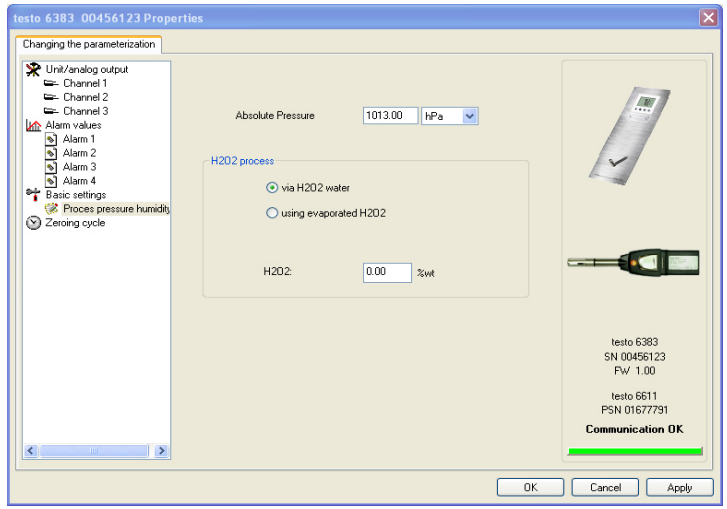 testo 6383 00456123 Properties
Changing the parameterization
Unit/analog output
Channel 1
Channel 2
Channel 3
Alarm values
Alarm 1
Alarm 2
Alarm 3
Alarm 4
Basic settings
Proces pressure humidity
Zeroing cycle
Absolute Pressure 1013.00 hPa
H2O2 process
via H2O2 water
using evaporated H2O2
H2O2: 0.00 %wt
testo 6383
SN 00456123
FW 1.00
testo 6611
PSN 01677791
Communication OK
OK Cancel Apply